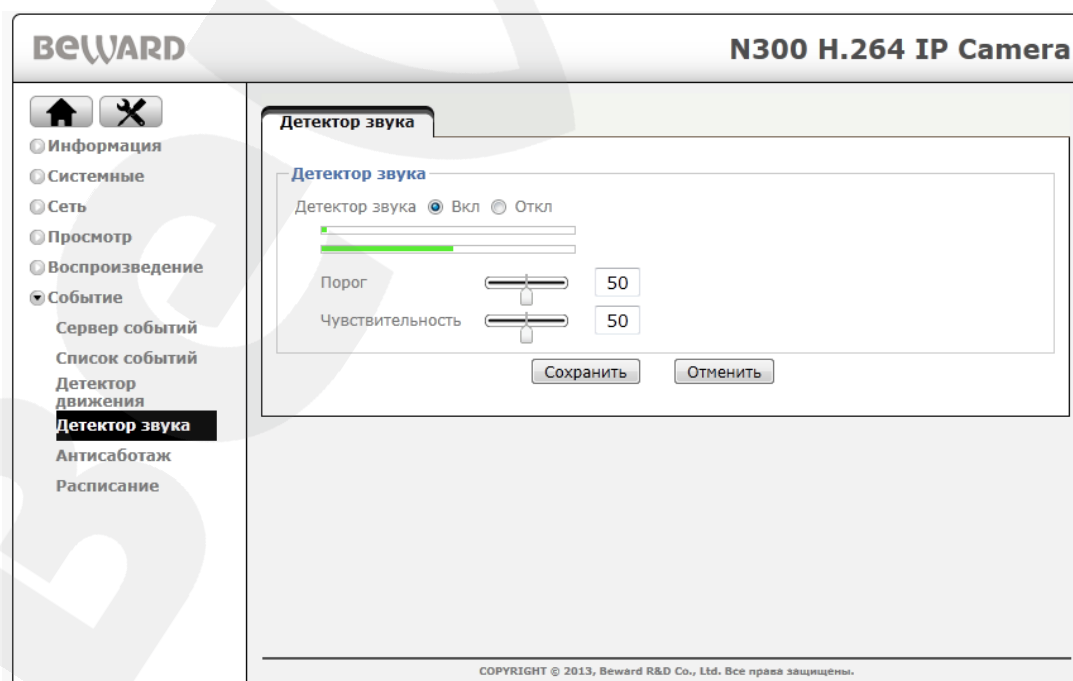 BEWARD
N300 H.264 IP Camera
Информация
Системные
Сеть
Просмотр
Воспроизведение
Событие
Сервер событий
Список событий
Детектор
движения
Детектор звука
Антисаботаж
Расписание
Детектор звука
Детектор звука
Детектор звука Вкл Откл
Порог 50
Чувствительность 50
Сохранить Отменить
COPYRIGHT © 2013, Beward R&D Co., Ltd. Все права защищены.